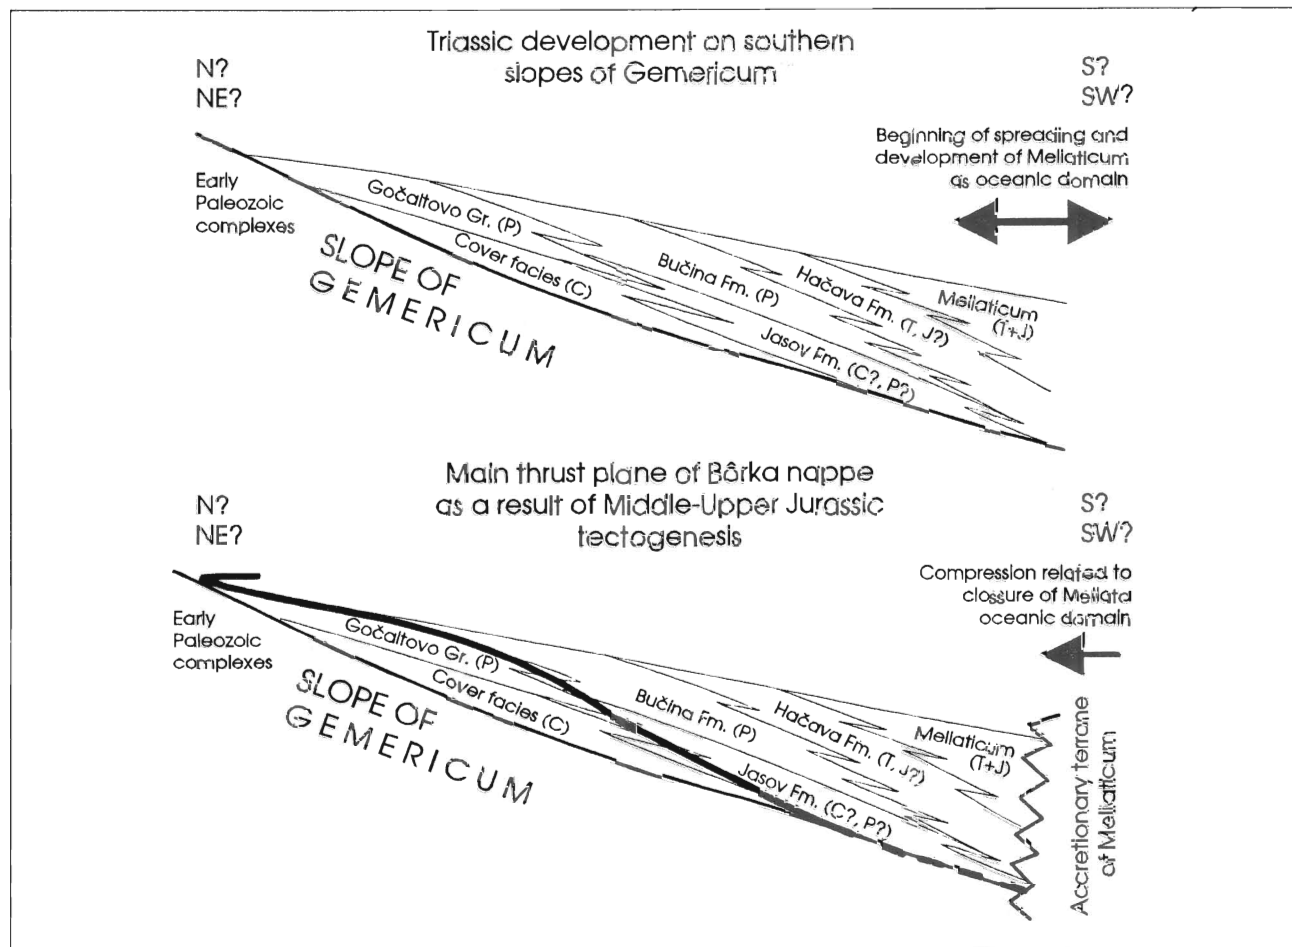 Triassic development on southern
slopes of Gemericum
N?
NE?
S?
SW?
Beginning of spreading and
development of Meliaticum
as oceanic domain
Early
Paleozoic
complexes
Gočaltovo Gr. (P)
Cover facies (C)
SLOPE OF
GEMERICUM
Bučina Fm. (P)
Hačava Fm. (T, J?)
Meliaticum
(T+J)
Jasov Fm. (C?, P?)
Main thrust plane of Bôrka nappe
as a result of Middle-Upper Jurassic
tectogenesis
N?
NE?
S?
SW?
Compression related to
clossure of Meliata
oceanic domain
Early
Paleozoic
complexes
Gočaltovo Gr. (P)
Cover facies (C)
SLOPE OF
GEMERICUM
Bučina Fm. (P)
Hačava Fm. (T, J?)
Meliaticum
(T+J)
Jasov Fm. (C?, P?)
Accretionary terrane
of Meliaticum